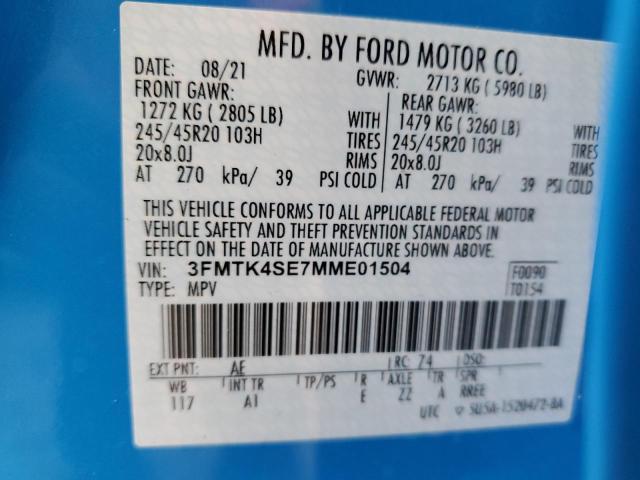 MFD. BY FORD MOTOR CO.
DATE: 08/21 GVWR: 2713 KG ( 5980 LB)
FRONT GAWR: REAR GAWR:
1272 KG ( 2805 LB) WITH 1479 KG ( 3260 LB) WITH
245/45R20 103H TIRES 245/45R20 103H TIRES
20x8.0J RIMS 20x8.0J RIMS
AT 270 kPa/ 39 PSI COLD AT 270 kPa/ 39 PSI COLD
THIS VEHICLE CONFORMS TO ALL APPLICABLE FEDERAL MOTOR
VEHICLE SAFETY AND THEFT PREVENTION STANDARDS IN
EFFECT ON THE DATE OF MANUFACTURE SHOWN ABOVE.
VIN: 3FMTK4SE7MME01504 F0090
TYPE: MPV T0154
EXT PNT: AE RC: 74 DSO:
WB INT TR TP/PS R AXLE TR SPR
117 AI E ZZ A RREE
UTC ▽ SU5A-1520472-BA